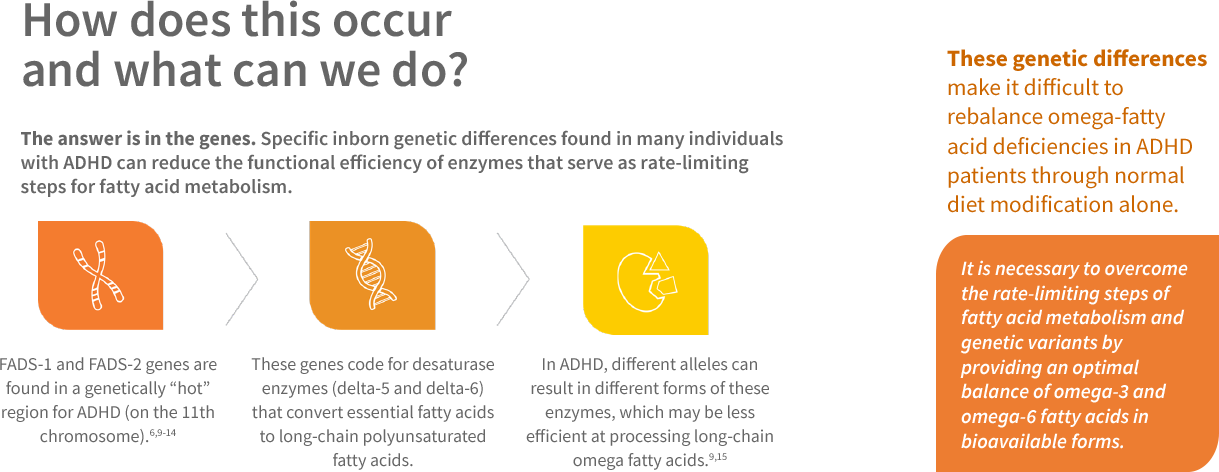 How does this occur
and what can we do?
The answer is in the genes. Specific inborn genetic differences found in many individuals
with ADHD can reduce the functional efficiency of enzymes that serve as rate-limiting
steps for fatty acid metabolism.
FADS-1 and FADS-2 genes are
found in a genetically “hot”
region for ADHD (on the 11th
chromosome).6,9-14
These genes code for desaturase
enzymes (delta-5 and delta-6)
that convert essential fatty acids
to long-chain polyunsaturated
fatty acids.
In ADHD, different alleles can
result in different forms of these
enzymes, which may be less
efficient at processing long-chain
omega fatty acids.9,15
These genetic differences
make it difficult to
rebalance omega-fatty
acid deficiencies in ADHD
patients through normal
diet modification alone.
It is necessary to overcome
the rate-limiting steps of
fatty acid metabolism and
genetic variants by
providing an optimal
balance of omega-3 and
omega-6 fatty acids in
bioavailable forms.